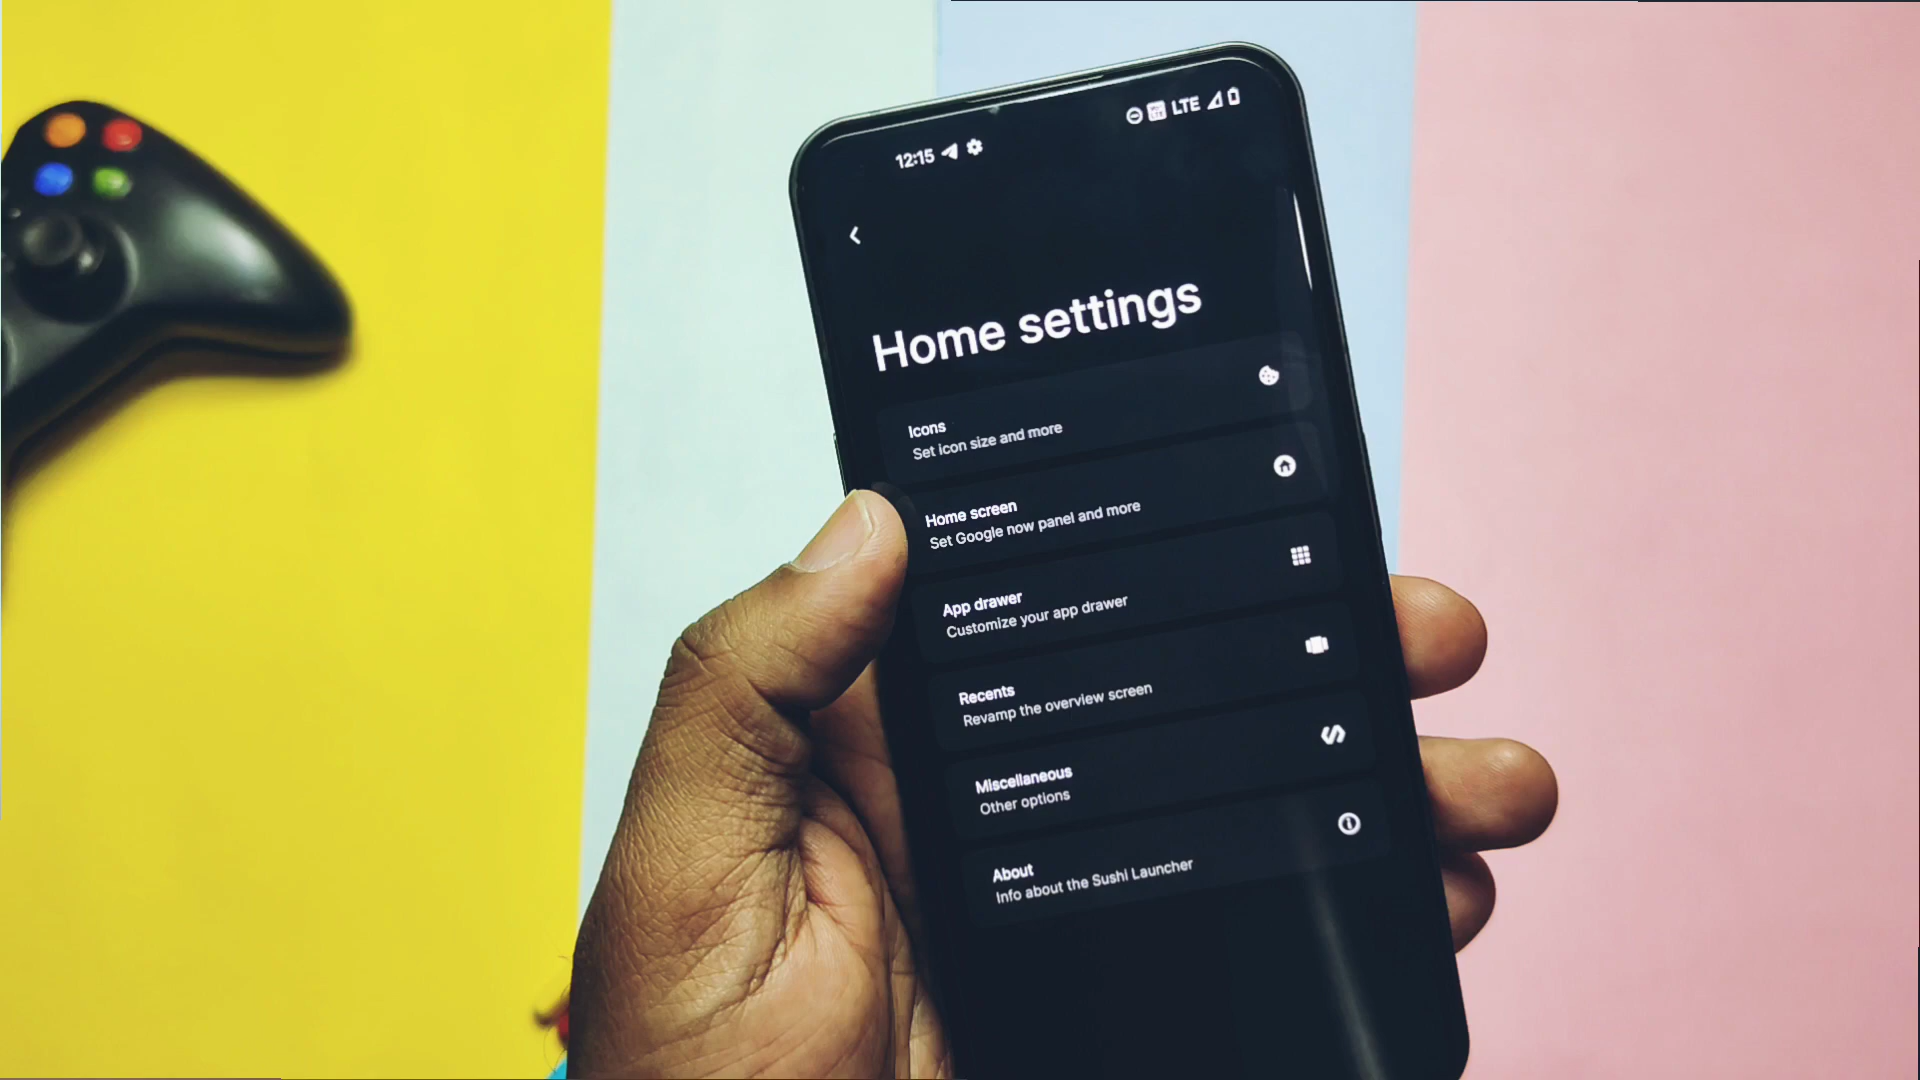 12:15
LTE
Home settings
Icons
Set icon size and more
Home screen
Set Google now panel and more
App drawer
Customize your app drawer
Recents
Revamp the overview screen
Miscellaneous
Other options
About
Info about the Sushi Launcher